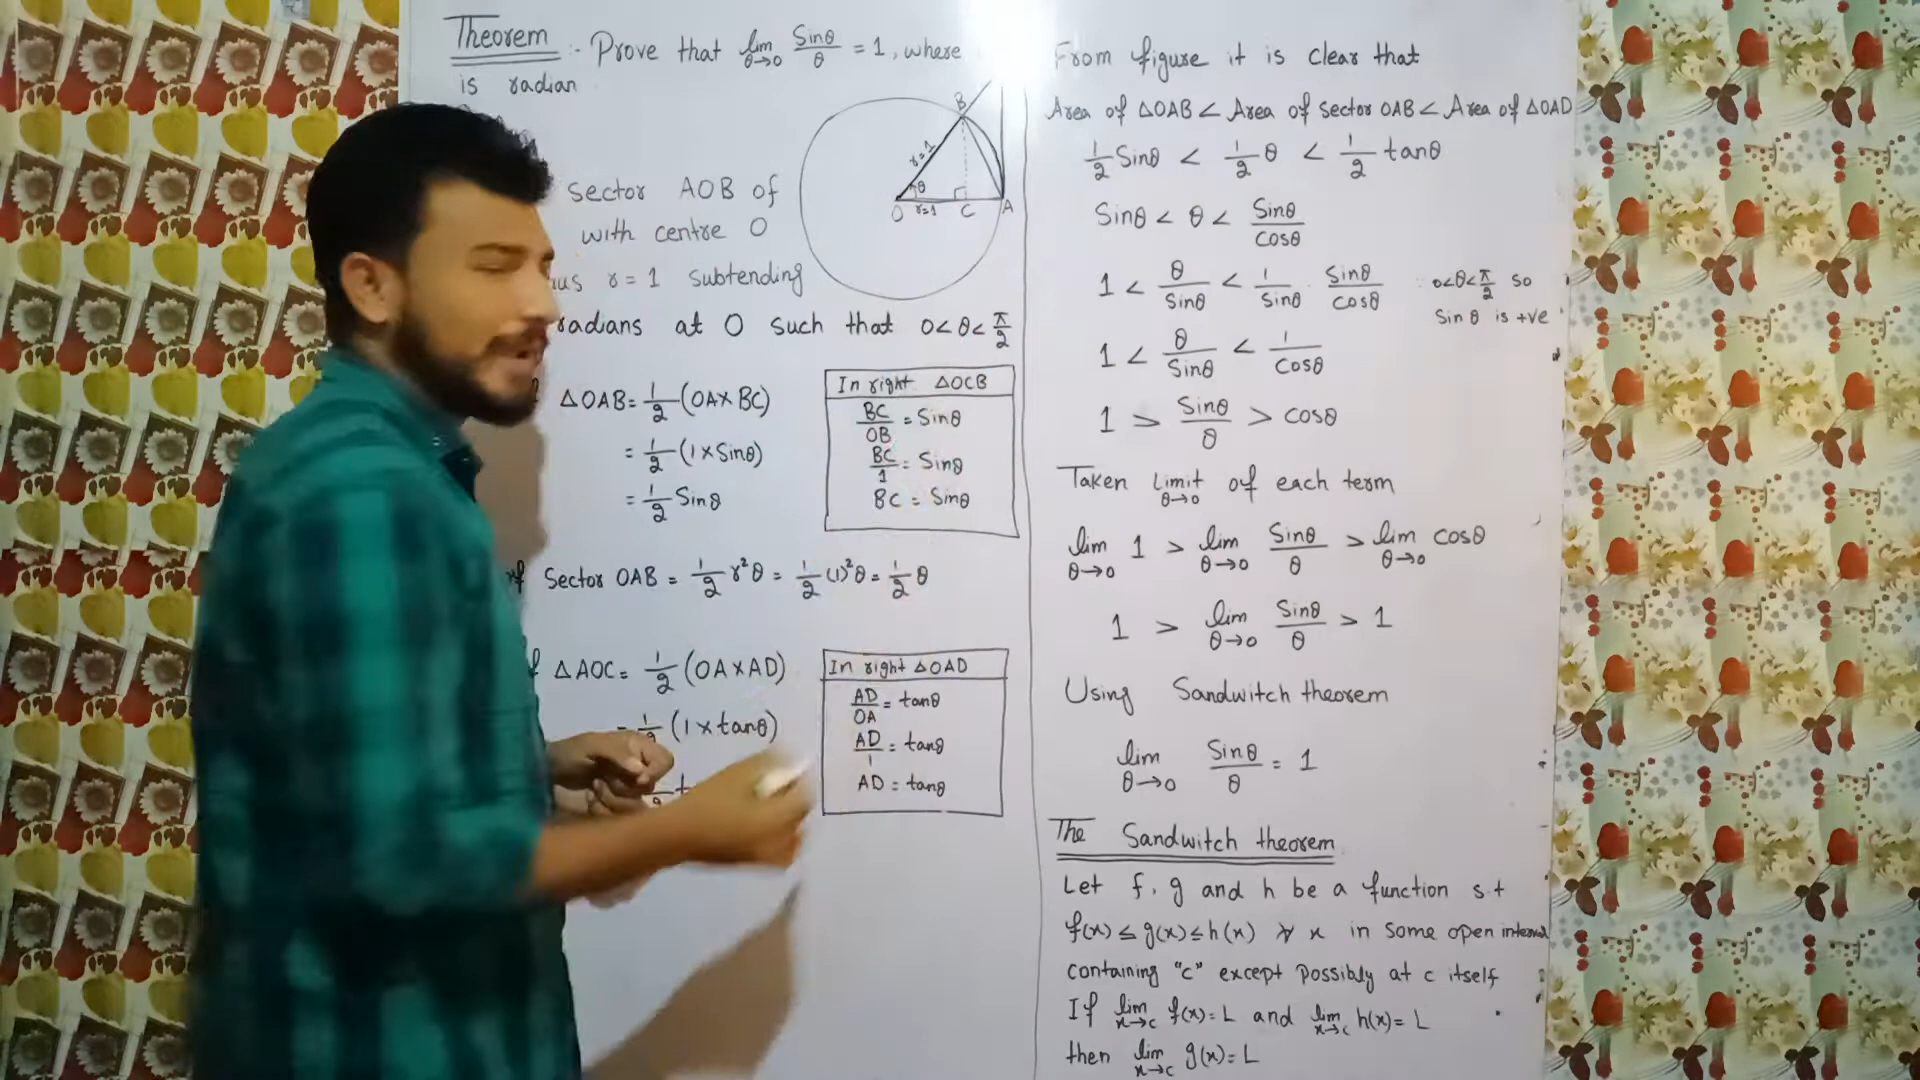 Theorem :- Prove that lim θ→0 Sinθ/θ = 1, where
is radian
sector AOB of
with centre O
r = 1 subtending
radians at O such that 0<θ<π/2
B
r=1
θ
O r=1 C A
ΔOAB = 1/2 (OA×BC)
= 1/2 (1×Sinθ)
= 1/2 Sinθ
In right ΔOCB
BC/OB = Sinθ
BC/1 = Sinθ
BC = Sinθ
of Sector OAB = 1/2 r²θ = 1/2 (1)²θ = 1/2 θ
ΔAOC = 1/2 (OA×AD)
= 1/2 (1×tanθ)
In right ΔOAD
AD/OA = tanθ
AD/1 = tanθ
AD = tanθ
From figure it is clear that
Area of ΔOAB < Area of sector OAB < Area of ΔOAD
1/2 Sinθ < 1/2 θ < 1/2 tanθ
Sinθ < θ < Sinθ/cosθ
1 < θ/Sinθ < 1/Sinθ . Sinθ/cosθ
0<θ<π/2 so
Sin θ is +ve
1 < θ/Sinθ < 1/cosθ
1 > Sinθ/θ > cosθ
Taken Limit θ→0 of each term
lim θ→0 1 > lim θ→0 Sinθ/θ > lim θ→0 cosθ
1 > lim θ→0 Sinθ/θ > 1
Using Sandwitch theorem
lim θ→0 Sinθ/θ = 1
The Sandwitch theorem
Let f, g and h be a function s.t
f(x) ≤ g(x) ≤ h(x) ∀ x in some open interval
containing "c" except possibly at c itself
If lim x→c f(x) = L and lim x→c h(x) = L
then lim x→c g(x) = L